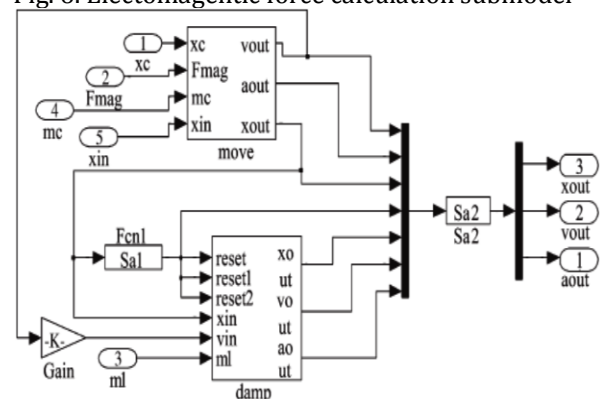 Fig. 6. Electomagentic force calculation submodel
1
xc
2
Fmag
4
mc
5
xin
xc
Fmag
mc
xin
vout
aout
xout
move
Fcn1
Sa1
-K-
Gain
3
ml
reset
reset1
reset2
xin
vin
ml
xo
ut
vo
ut
ao
ut
damp
Sa2
Sa2
3
xout
2
vout
1
aout